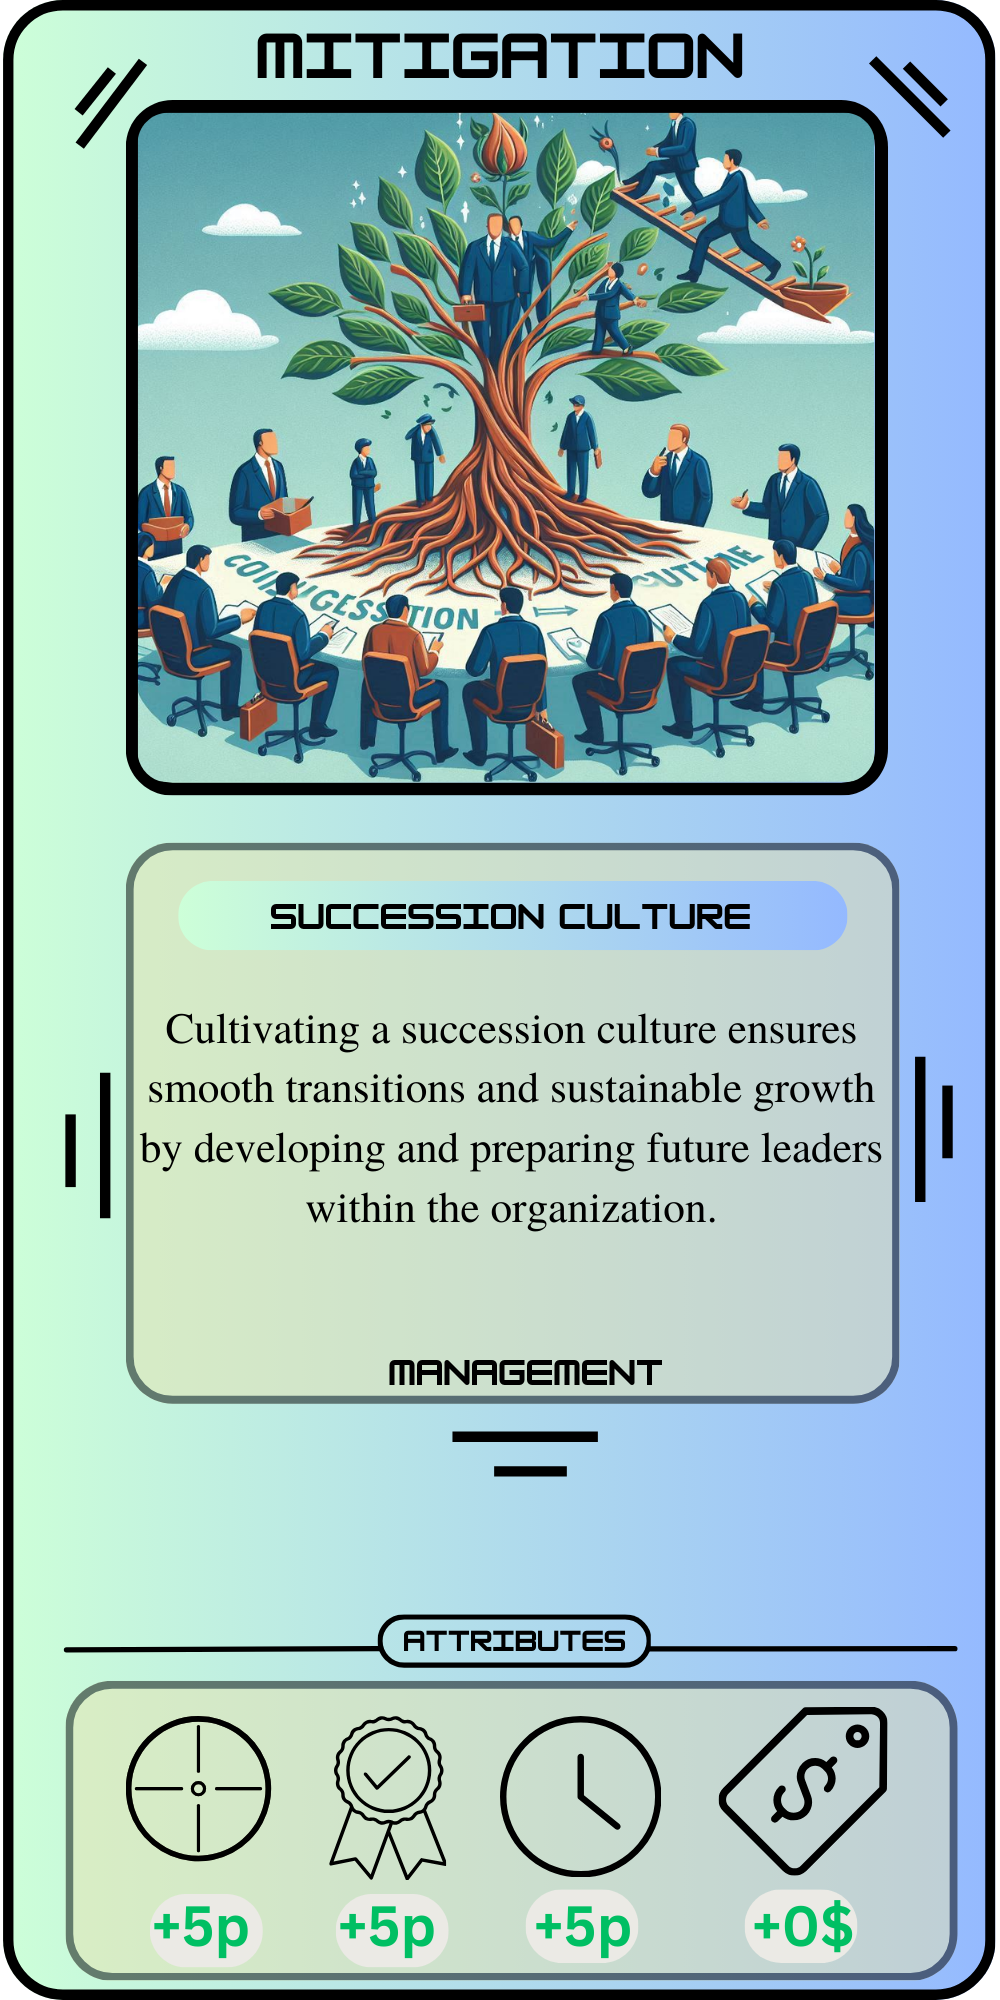 MITIGATION
SUCCESSION CULTURE
Cultivating a succession culture ensures
smooth transitions and sustainable growth
by developing and preparing future leaders
within the organization.
MANAGEMENT
ATTRIBUTES
+5p +5p +5p +0$